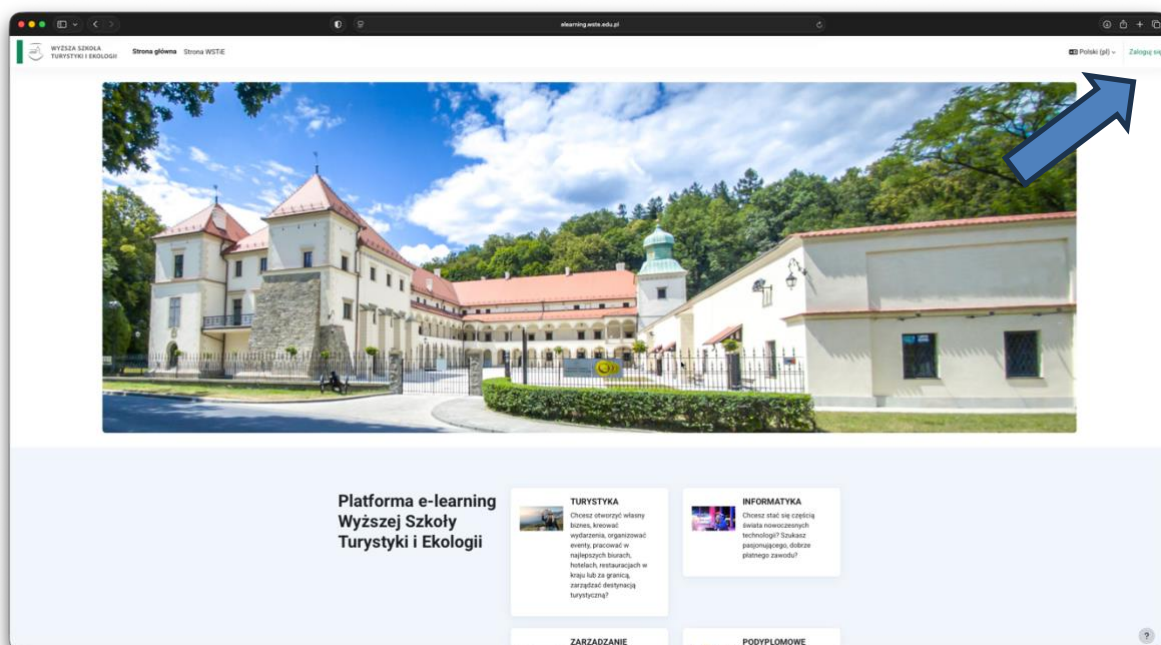 elearning.wste.edu.pl
WYŻSZA SZKOŁA
TURYSTYKI I EKOLOGII
Strona główna Strona WSTiE
Polski (pl)
Zaloguj się
Platforma e-learning
Wyższej Szkoły
Turystyki i Ekologii
TURYSTYKA
Chcesz otworzyć własny
biznes, kreować
wydarzenia, organizować
eventy, pracować w
najlepszych biurach,
hotelach, restauracjach w
kraju lub za granicą,
zarządzać destynacją
turystyczną?
INFORMATYKA
Chcesz stać się częścią
świata nowoczesnych
technologii? Szukasz
pasjonującego, dobrze
płatnego zawodu?
ZARZĄDZANIE
PODYPLOMOWE
?